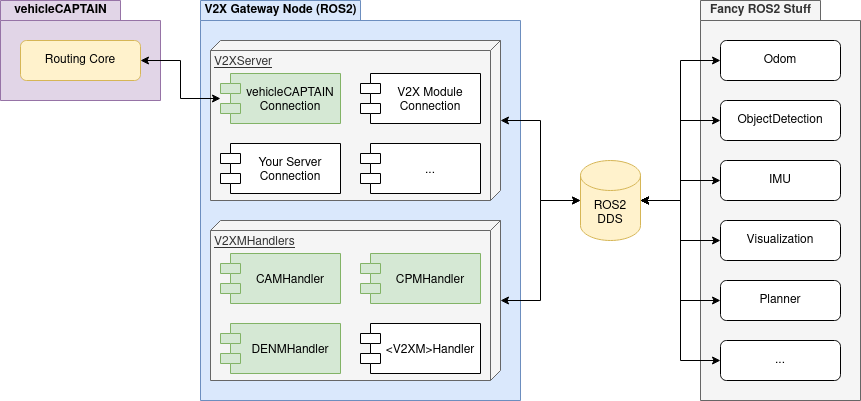 vehicleCAPTAIN
Routing Core
V2X Gateway Node (ROS2)
V2XServer
vehicleCAPTAIN
Connection
V2X Module
Connection
Your Server
Connection
...
V2XMHandlers
CAMHandler
CPMHandler
DENMHandler
<V2XM>Handler
ROS2
DDS
Fancy ROS2 Stuff
Odom
ObjectDetection
IMU
Visualization
Planner
...